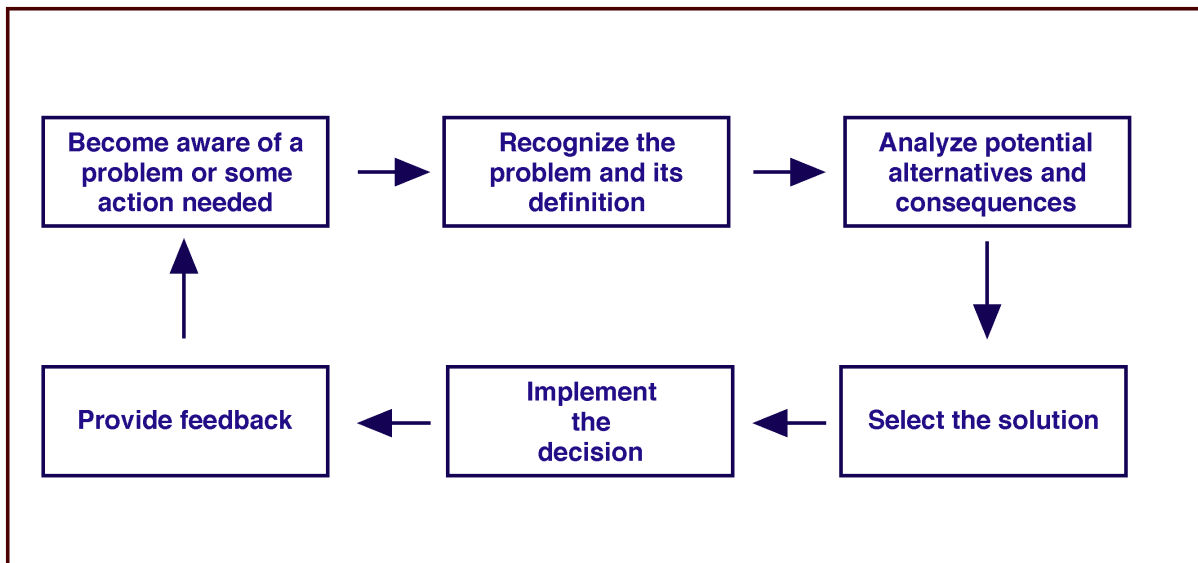 Become aware of a
problem or some
action needed
Recognize the
problem and its
definition
Analyze potential
alternatives and
consequences
Select the solution
Implement
the
decision
Provide feedback